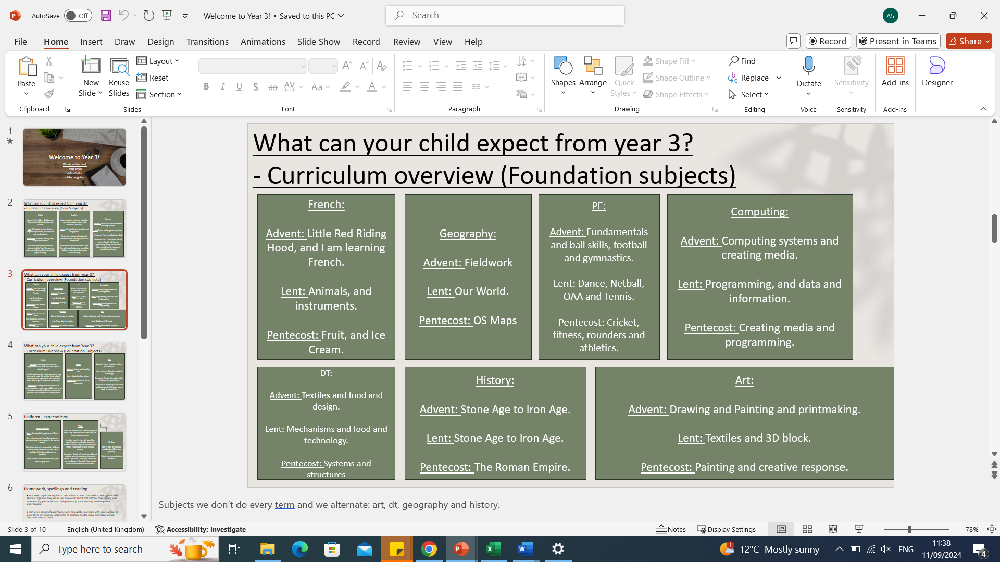 AutoSave Off Welcome to Year 3! • Saved to this PC Search AS
File Home Insert Draw Design Transitions Animations Slide Show Record Review View Help Record Present in Teams Share
Paste
New Slide
Reuse Slides
Layout
Reset
Section
Shapes
Arrange
Quick Styles
Shape Fill
Shape Outline
Shape Effects
Find
Replace
Select
Dictate
Sensitivity
Add-ins
Designer
Clipboard Slides Font Paragraph Drawing Editing Voice Sensitivity Add-ins
1
Welcome to Year 3!
Who is in the class?
- Miss Synan
- Miss Collins
- Miss Laughton
2
What can your child expect from year 3?
- Curriculum Overview (Core Subjects)
3
What can your child expect from year 3?
- Curriculum overview (Foundation subjects)
4
What can your child expect from Year 3?
- Curriculum Overview (Foundation Subjects)
5
Uniform - expectations
6
Homework, spellings and reading
What can your child expect from year 3?
- Curriculum overview (Foundation subjects)
French:
Advent: Little Red Riding
Hood, and I am learning
French.
Lent: Animals, and
instruments.
Pentecost: Fruit, and Ice
Cream.
Geography:
Advent: Fieldwork
Lent: Our World.
Pentecost: OS Maps
PE:
Advent: Fundamentals
and ball skills, football
and gymnastics.
Lent: Dance, Netball,
OAA and Tennis.
Pentecost: Cricket,
fitness, rounders and
athletics.
Computing:
Advent: Computing systems and
creating media.
Lent: Programming, and data and
information.
Pentecost: Creating media and
programming.
DT:
Advent: Textiles and food and
design.
Lent: Mechanisms and food and
technology.
Pentecost: Systems and
structures
History:
Advent: Stone Age to Iron Age.
Lent: Stone Age to Iron Age.
Pentecost: The Roman Empire.
Art:
Advent: Drawing and Painting and printmaking.
Lent: Textiles and 3D block.
Pentecost: Painting and creative response.
Subjects we don't do every term and we alternate: art, dt, geography and history.
Slide 3 of 10 English (United Kingdom) Accessibility: Investigate Notes Display Settings 78%
Type here to search 1 12°C Mostly sunny ENG 11:38
11/09/2024 4